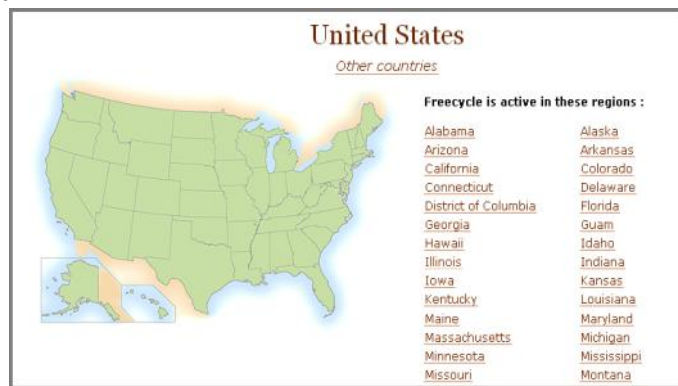 United States
Other countries
Freecycle is active in these regions :
Alabama Alaska
Arizona Arkansas
California Colorado
Connecticut Delaware
District of Columbia Florida
Georgia Guam
Hawaii Idaho
Illinois Indiana
Iowa Kansas
Kentucky Louisiana
Maine Maryland
Massachusetts Michigan
Minnesota Mississippi
Missouri Montana